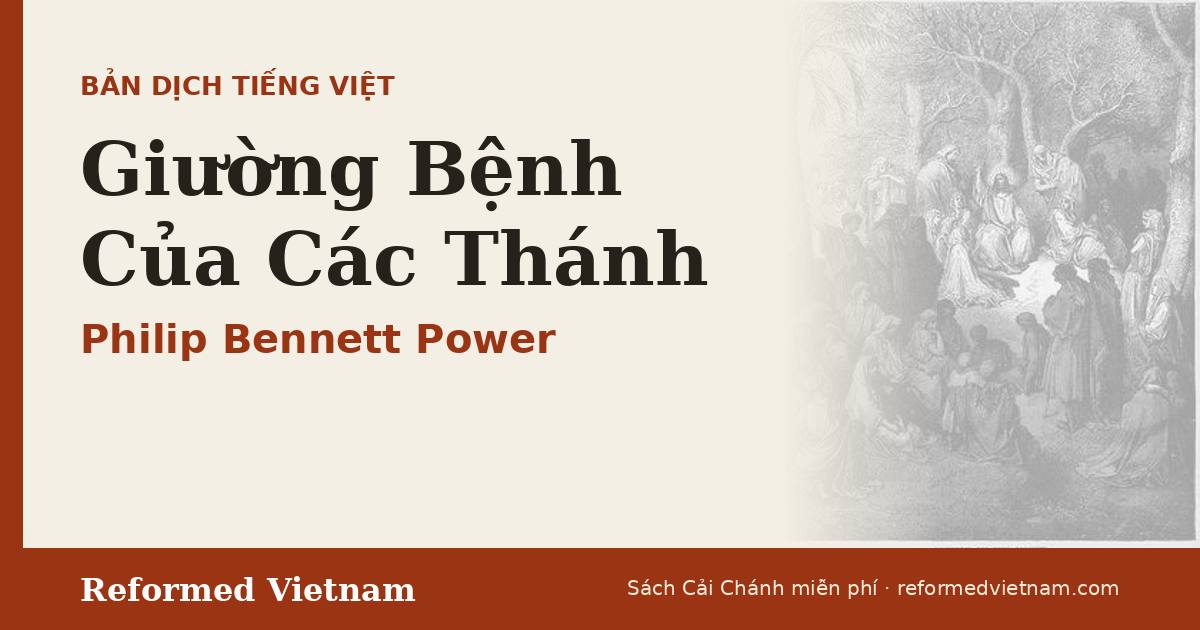 BẢN DỊCH TIẾNG VIỆT
Giường Bệnh
Của Các Thánh
Philip Bennett Power
Reformed Vietnam
Sách Cải Chánh miễn phí · reformedvietnam.com